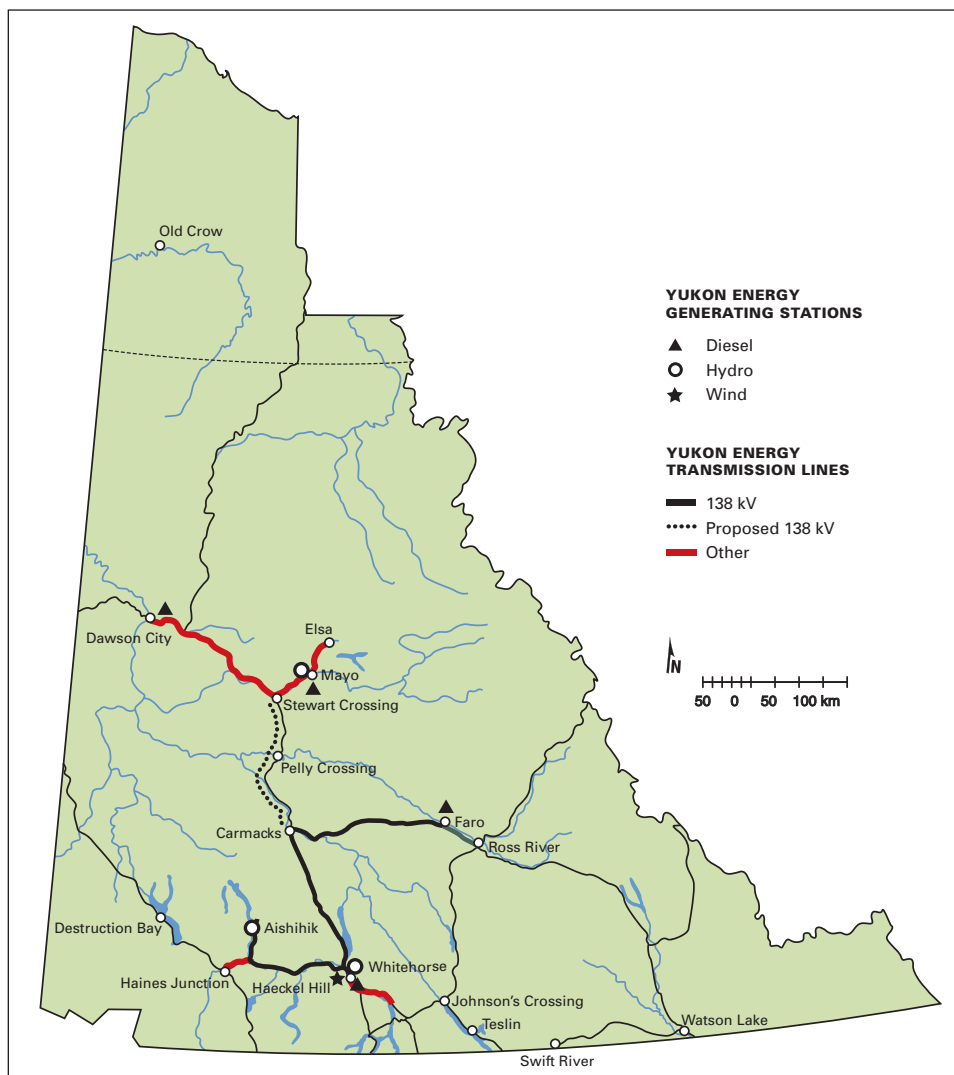 Old Crow
YUKON ENERGY
GENERATING STATIONS
Diesel
Hydro
Wind
YUKON ENERGY
TRANSMISSION LINES
138 kV
Proposed 138 kV
Other
Dawson City
Elsa
Mayo
Stewart Crossing
N
50 0 50 100 km
Pelly Crossing
Carmacks
Faro
Ross River
Destruction Bay
Aishihik
Haines Junction
Haeckel Hill
Whitehorse
Johnson's Crossing
Teslin
Watson Lake
Swift River